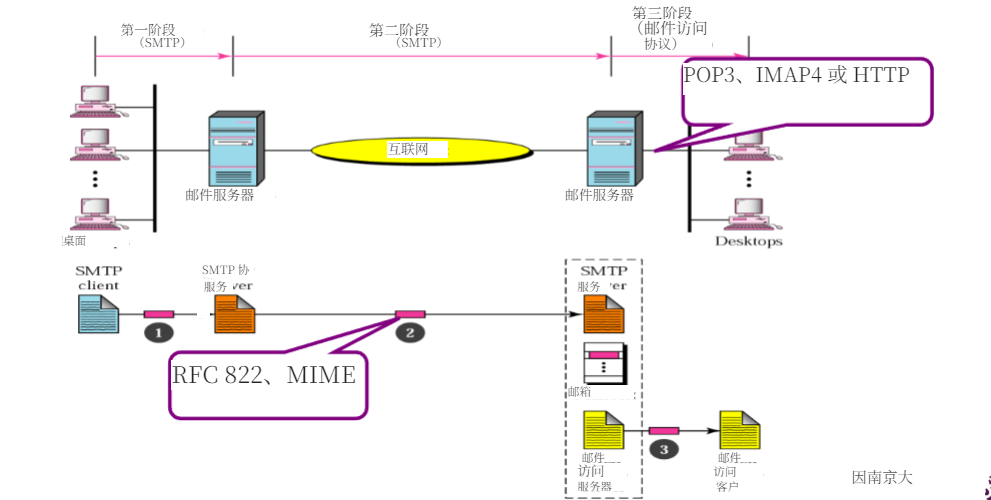 第一阶段
（SMTP）
第二阶段
（SMTP）
第三阶段
（邮件访问
协议）
POP3、IMAP4 或 HTTP
互联网
邮件服务器
邮件服务器
桌面
Desktops
SMTP
client
SMTP 协
服务 ver
SMTP
服务 er
1
2
RFC 822、MIME
邮箱
3
邮件
访问
服务器
邮件
访问
客户
因南京大